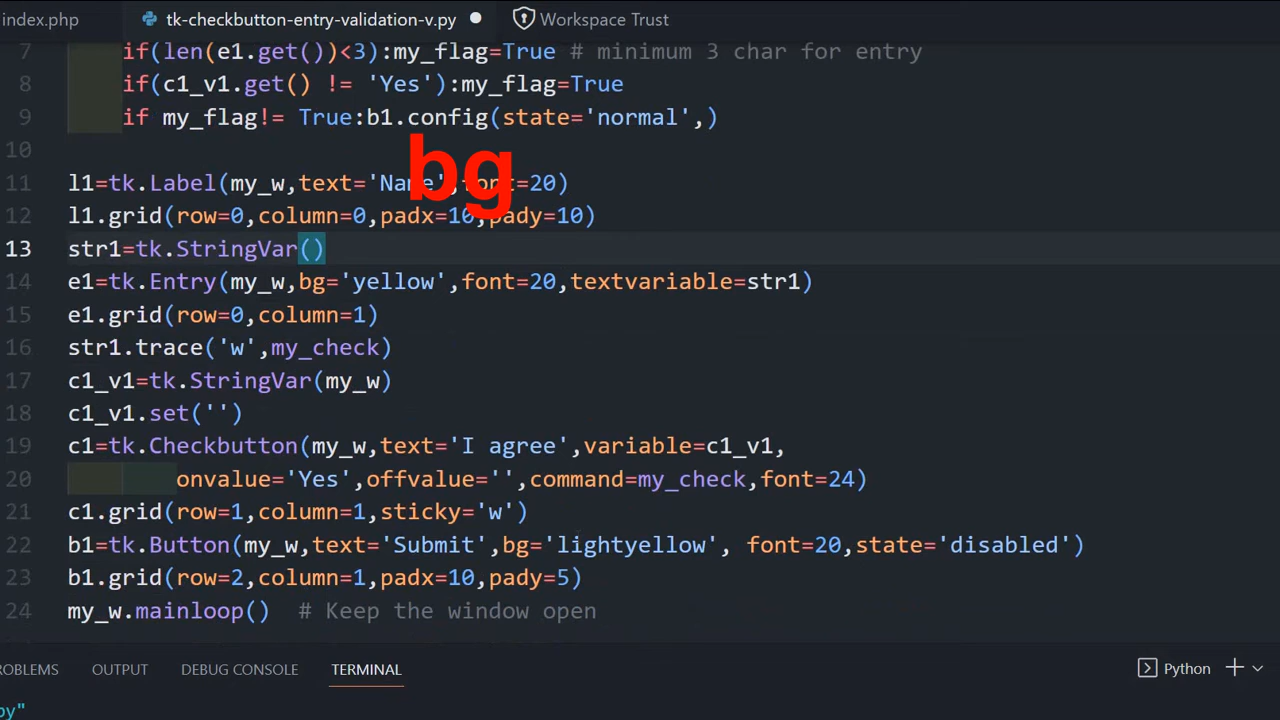 index.php tk-checkbutton-entry-validation-v.py Workspace Trust
7 if(len(e1.get())<3):my_flag=True # minimum 3 char for entry
8 if(c1_v1.get() != 'Yes'):my_flag=True
9 if my_flag!= True:b1.config(state='normal',)
bg
10
11 l1=tk.Label(my_w,text='Name',font=20)
12 l1.grid(row=0,column=0,padx=10,pady=10)
13 str1=tk.StringVar()
14 e1=tk.Entry(my_w,bg='yellow',font=20,textvariable=str1)
15 e1.grid(row=0,column=1)
16 str1.trace('w',my_check)
17 c1_v1=tk.StringVar(my_w)
18 c1_v1.set('')
19 c1=tk.Checkbutton(my_w,text='I agree',variable=c1_v1,
20 onvalue='Yes',offvalue='',command=my_check,font=24)
21 c1.grid(row=1,column=1,sticky='w')
22 b1=tk.Button(my_w,text='Submit',bg='lightyellow', font=20,state='disabled')
23 b1.grid(row=2,column=1,padx=10,pady=5)
24 my_w.mainloop() # Keep the window open
ROBLEMS OUTPUT DEBUG CONSOLE TERMINAL Python
py"